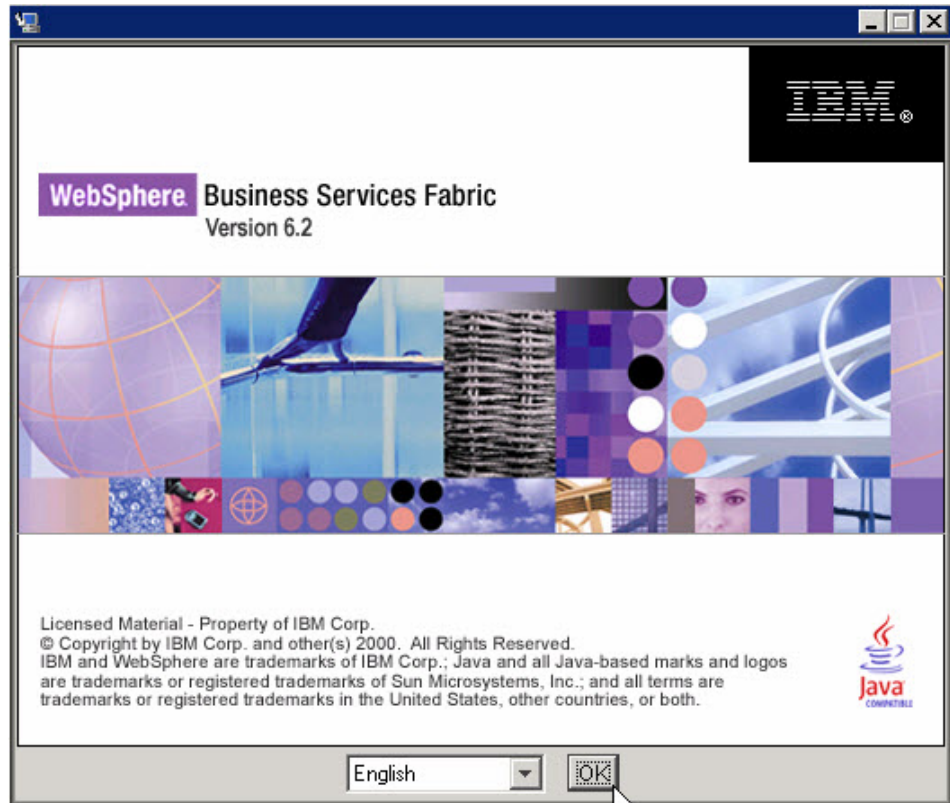 IBM®
WebSphere Business Services Fabric
Version 6.2
Licensed Material - Property of IBM Corp.
© Copyright by IBM Corp. and other(s) 2000. All Rights Reserved.
IBM and WebSphere are trademarks of IBM Corp.; Java and all Java-based marks and logos
are trademarks or registered trademarks of Sun Microsystems, Inc.; and all terms are
trademarks or registered trademarks in the United States, other countries, or both.
Java
COMPATIBLE
English
OK